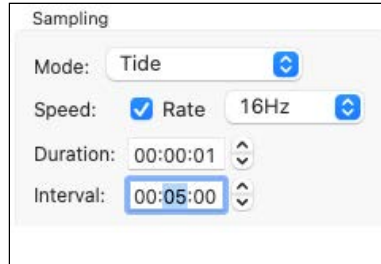 Sampling
Mode: Tide
Speed: Rate 16Hz
Duration: 00:00:01
Interval: 00:05:00